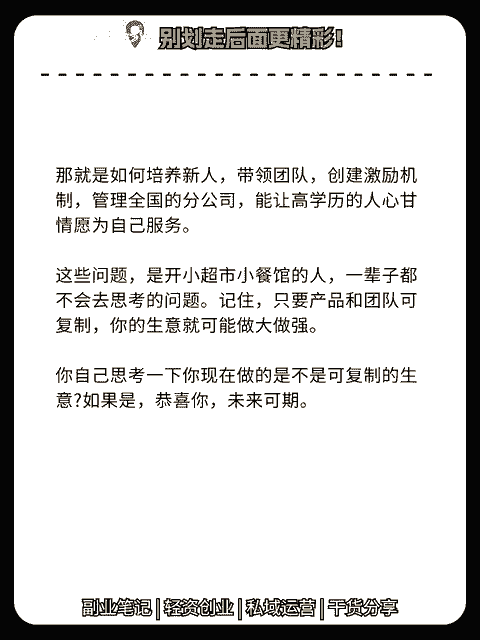 别划走后面更精彩!
那就是如何培养新人，带领团队，创建激励机
制，管理全国的分公司，能让高学历的人心甘
情愿为自己服务。
这些问题，是开小超市小餐馆的人，一辈子都
不会去思考的问题。记住，只要产品和团队可
复制，你的生意就可能做大做强。
你自己思考一下你现在做的是不是可复制的生
意?如果是，恭喜你，未来可期。
副业笔记|轻资创业|私域运营|干货分享